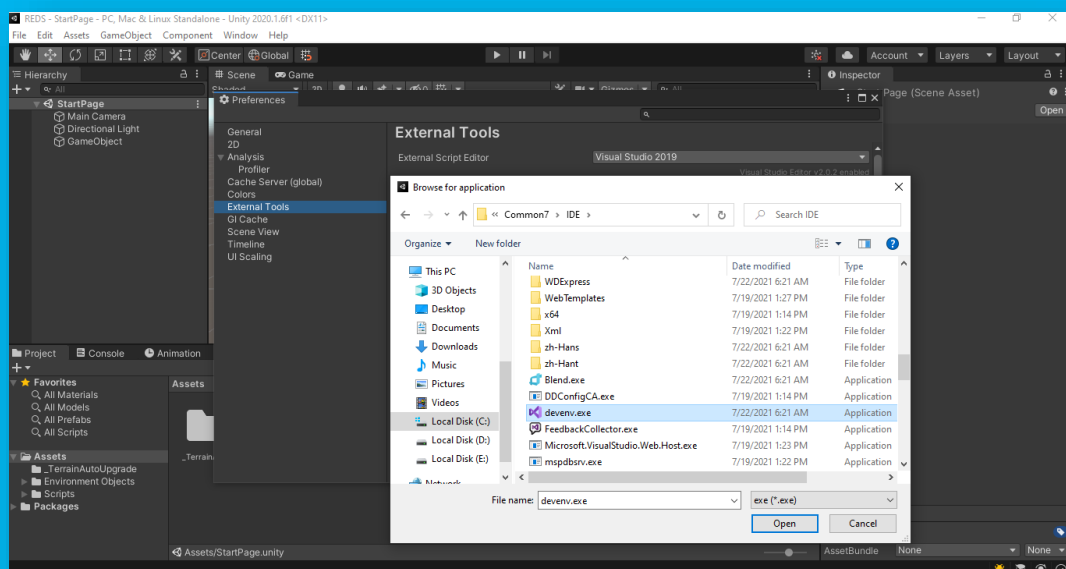 REDS - StartPage - PC, Mac & Linux Standalone - Unity 2020.1.6f1 <DX11>
File Edit Assets GameObject Component Window Help
Center Global
Account Layers Layout
Hierarchy
Scene Game
Inspector
All
StartPage
Main Camera
Directional Light
GameObject
Shaded 2D Gizmos All
Page (Scene Asset)
Open
Preferences
General
2D
Analysis
Profiler
Cache Server (global)
Colors
External Tools
GI Cache
Scene View
Timeline
UI Scaling
External Tools
External Script Editor Visual Studio 2019
Visual Studio Editor v2.0.2 enabled
Browse for application
« Common7 › IDE ›
Search IDE
Organize New folder
This PC
3D Objects
Desktop
Documents
Downloads
Music
Pictures
Videos
Local Disk (C:)
Local Disk (D:)
Local Disk (E:)
Network
Name Date modified Type
WDExpress 7/22/2021 6:21 AM File folder
WebTemplates 7/19/2021 1:27 PM File folder
x64 7/19/2021 1:14 PM File folder
Xml 7/19/2021 1:22 PM File folder
zh-Hans 7/22/2021 6:21 AM File folder
zh-Hant 7/22/2021 6:21 AM File folder
Blend.exe 7/22/2021 6:21 AM Application
DDConfigCA.exe 7/19/2021 1:14 PM Application
devenv.exe 7/22/2021 6:21 AM Application
FeedbackCollector.exe 7/19/2021 1:14 PM Application
Microsoft.VisualStudio.Web.Host.exe 7/19/2021 1:23 PM Application
mspdbsrv.exe 7/19/2021 1:22 PM Application
File name: devenv.exe exe (*.exe)
Open Cancel
Project Console Animation
Favorites
All Materials
All Models
All Prefabs
All Scripts
Assets
_TerrainAutoUpgrade
Environment Objects
Scripts
Packages
Assets
_Terrain
Assets/StartPage.unity
AssetBundle None None